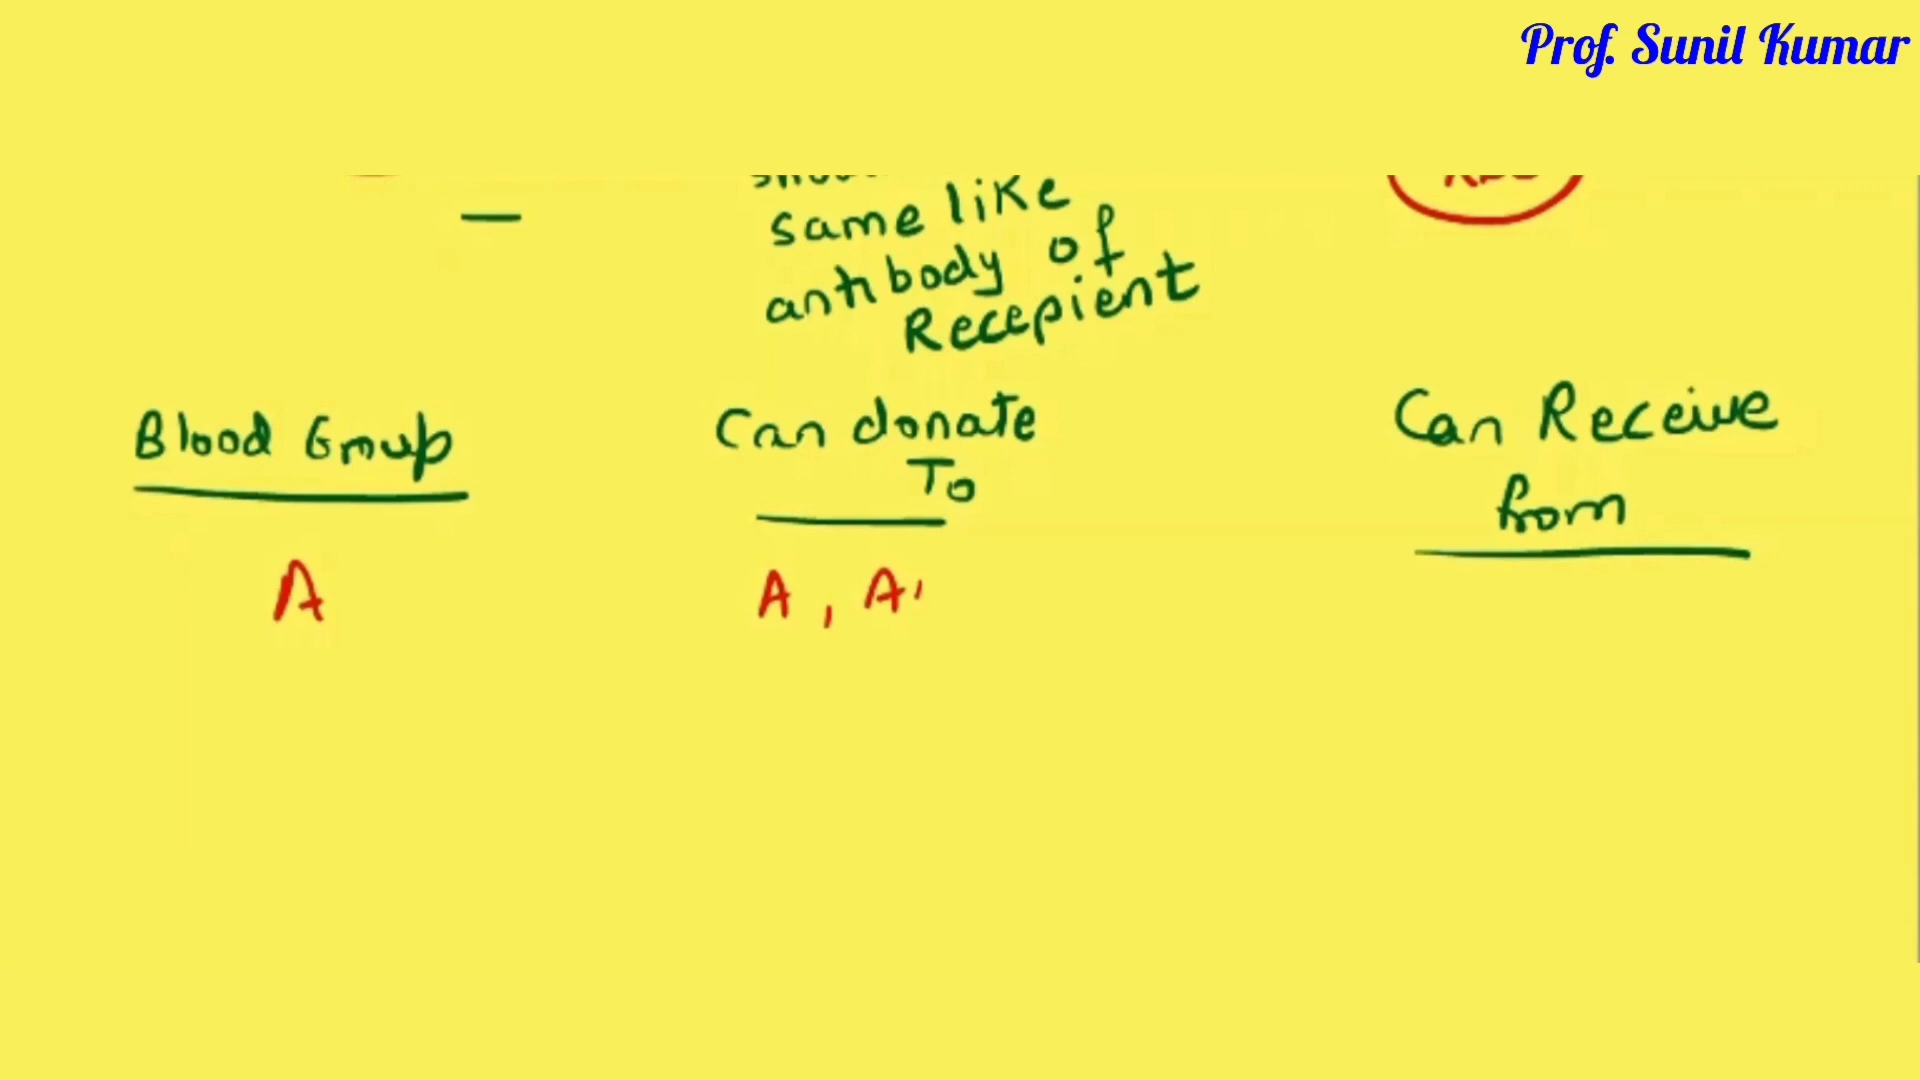 Prof. Sunil Kumar
same like
antibody of
Recepient
Blood Group
Can donate
To
Can Receive
from
A
A, A